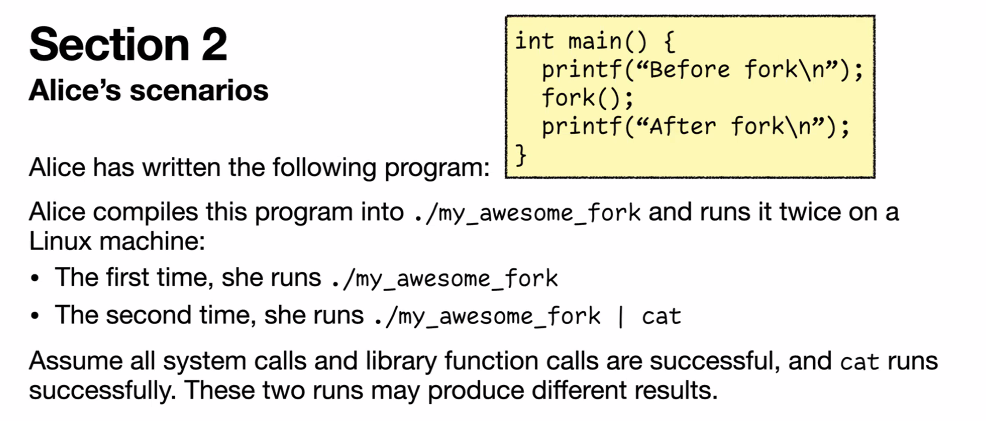 Section 2
Alice’s scenarios
int main() {
  printf(“Before fork\n”);
  fork();
  printf(“After fork\n”);
}
Alice has written the following program:
Alice compiles this program into ./my_awesome_fork and runs it twice on a
Linux machine:
• The first time, she runs ./my_awesome_fork
• The second time, she runs ./my_awesome_fork | cat
Assume all system calls and library function calls are successful, and cat runs
successfully. These two runs may produce different results.